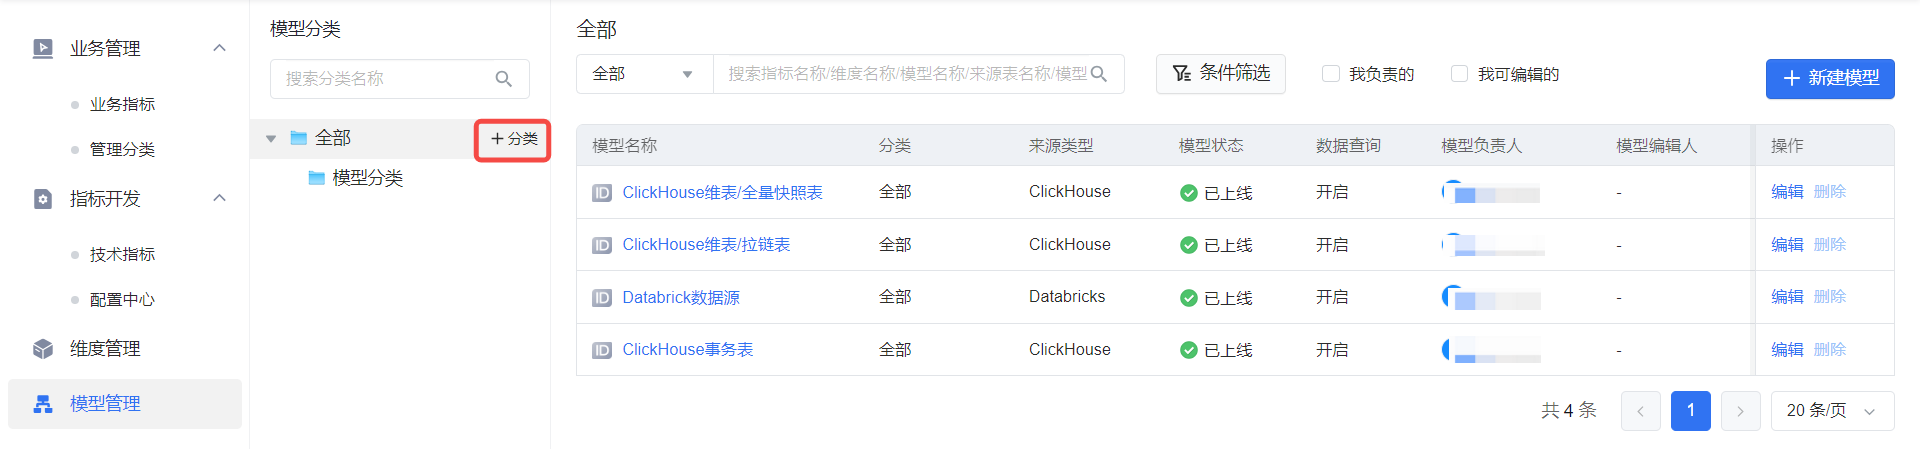 业务管理
业务指标
管理分类
指标开发
技术指标
配置中心
维度管理
模型管理
模型分类
搜索分类名称
全部
+ 分类
模型分类
全部
全部
搜索指标名称/维度名称/模型名称/来源表名称/模型
条件筛选
我负责的
我可编辑的
+ 新建模型
模型名称 分类 来源类型 模型状态 数据查询 模型负责人 模型编辑人 操作
ID ClickHouse维表/全量快照表 全部 ClickHouse 已上线 开启 - 编辑 删除
ID ClickHouse维表/拉链表 全部 ClickHouse 已上线 开启 - 编辑 删除
ID Databrick数据源 全部 Databricks 已上线 开启 - 编辑 删除
ID ClickHouse事务表 全部 ClickHouse 已上线 开启 - 编辑 删除
共 4 条 < 1 > 20 条/页